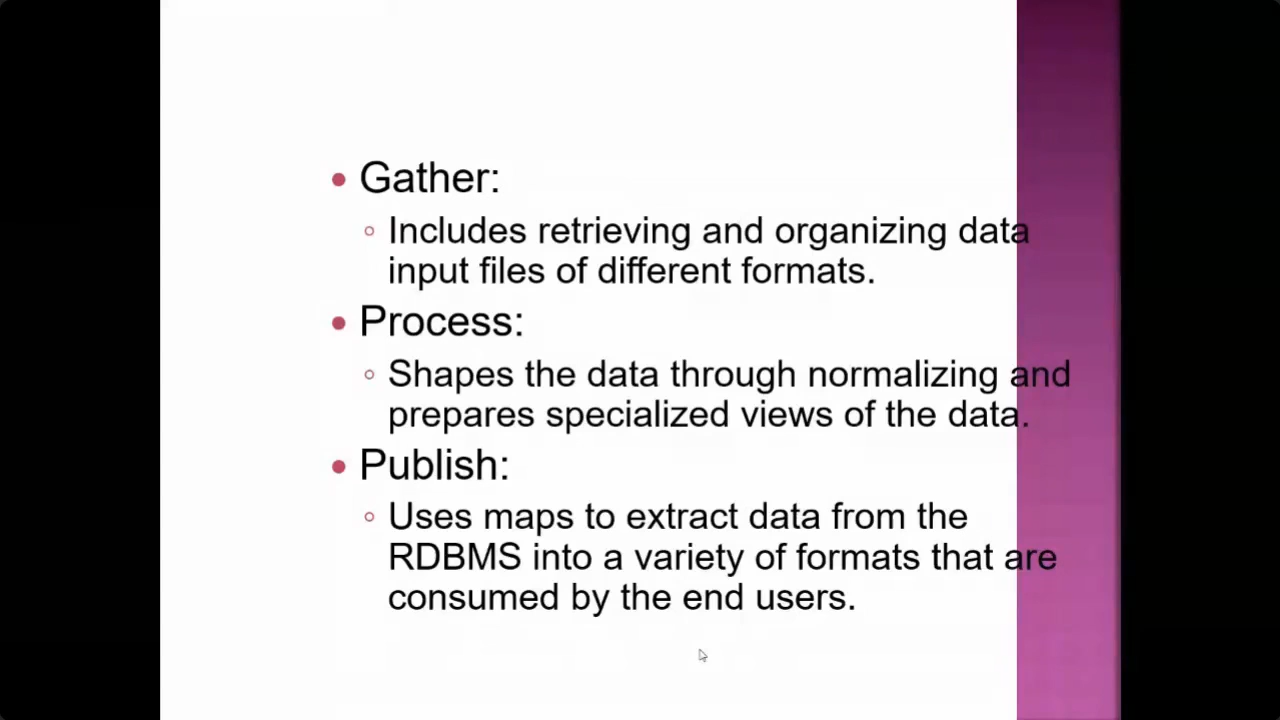 Gather:
Includes retrieving and organizing data
input files of different formats.
Process:
Shapes the data through normalizing and
prepares specialized views of the data.
Publish:
Uses maps to extract data from the
RDBMS into a variety of formats that are
consumed by the end users.